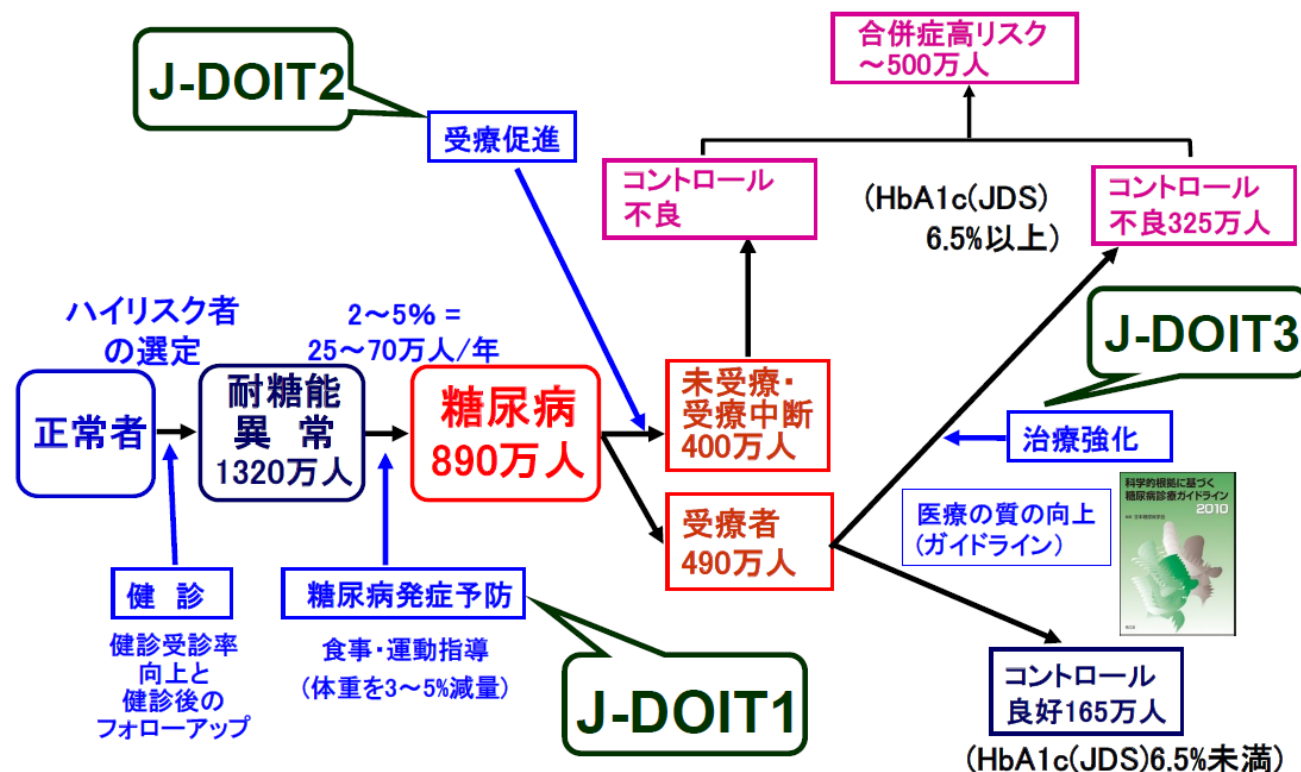 J-DOIT2
受療促進
合併症高リスク
～500万人
コントロール
不良
(HbA1c(JDS)
6.5%以上)
コントロール
不良325万人
ハイリスク者
の選定
2～5% =
25～70万人/年
J-DOIT3
正常者
耐糖能
異 常
1320万人
糖尿病
890万人
未受療・
受療中断
400万人
治療強化
受療者
490万人
医療の質の向上
(ガイドライン)
科学的根拠に基づく
糖尿病診療ガイドライン
2010
健 診
健診受診率
向上と
健診後の
フォローアップ
糖尿病発症予防
食事・運動指導
(体重を3～5%減量)
J-DOIT1
コントロール
良好165万人
(HbA1c(JDS)6.5%未満)